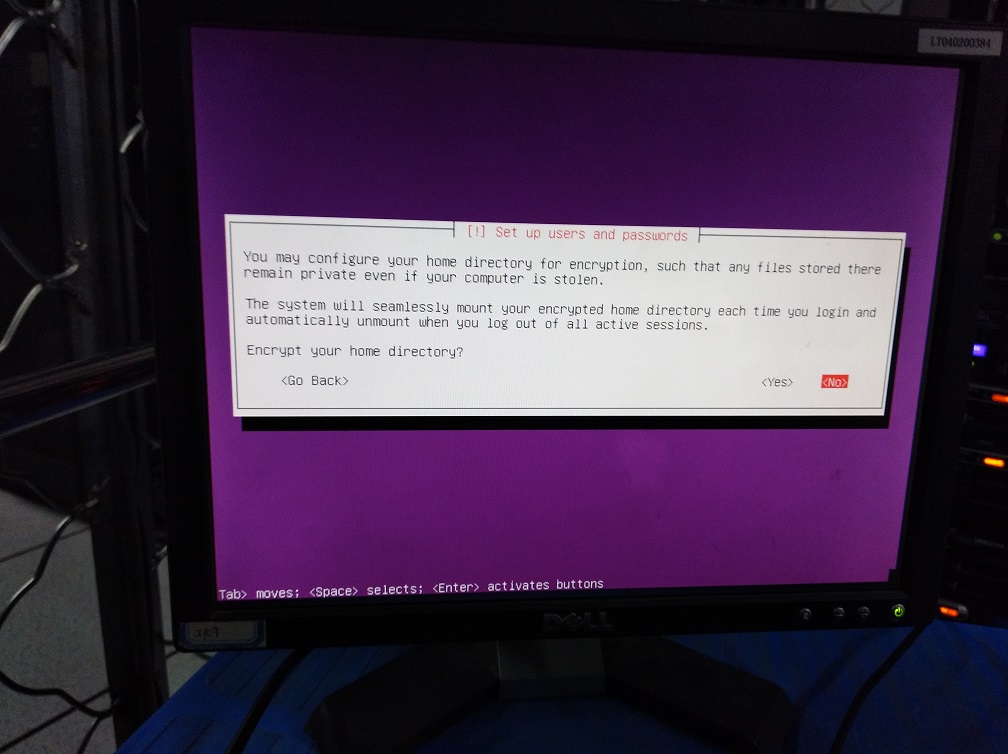 LT040200384
[!] Set up users and passwords
You may configure your home directory for encryption, such that any files stored there
remain private even if your computer is stolen.
The system will seamlessly mount your encrypted home directory each time you login and
automatically unmount when you log out of all active sessions.
Encrypt your home directory?
<Go Back> <Yes> <No>
Tab> moves; <Space> selects; <Enter> activates buttons
DELL